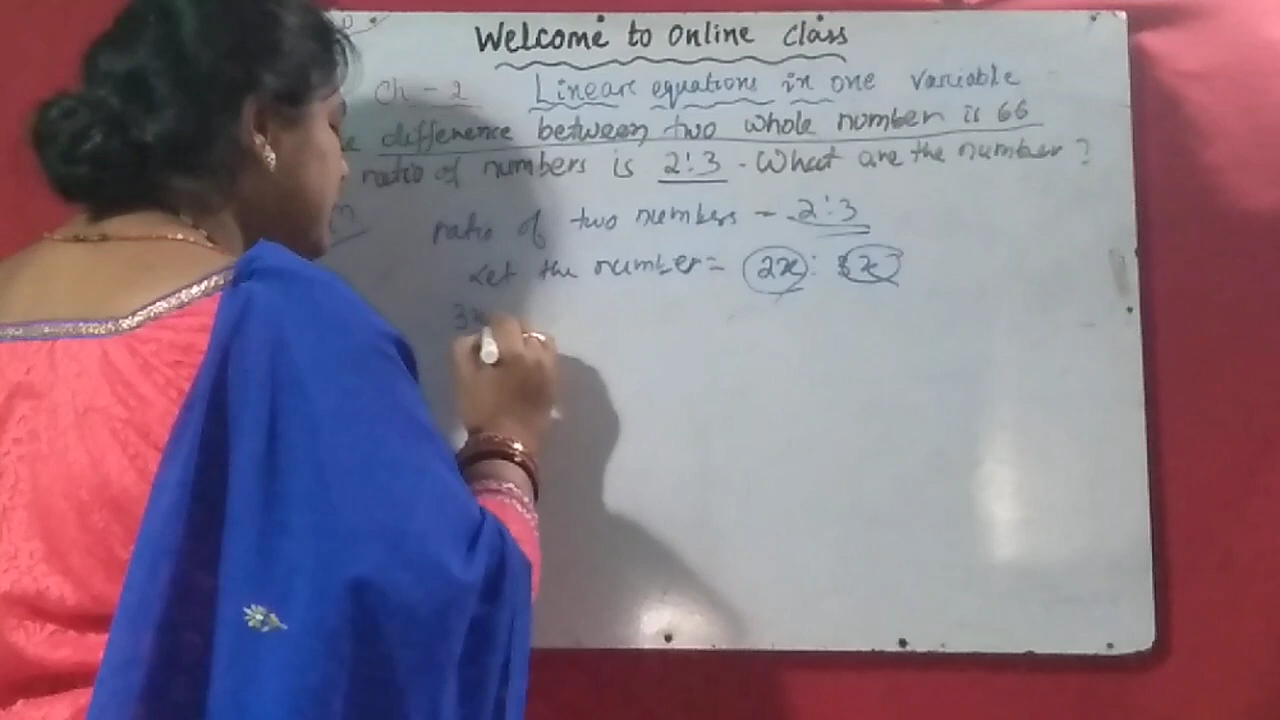 Welcome to Online Class
Ch - 2 Linear equations in one variable
difference between two whole number is 66
ratio of numbers is 2:3 - What are the number ?
ratio of two numbers - 2:3
Let the number = 2x : 3x
3x